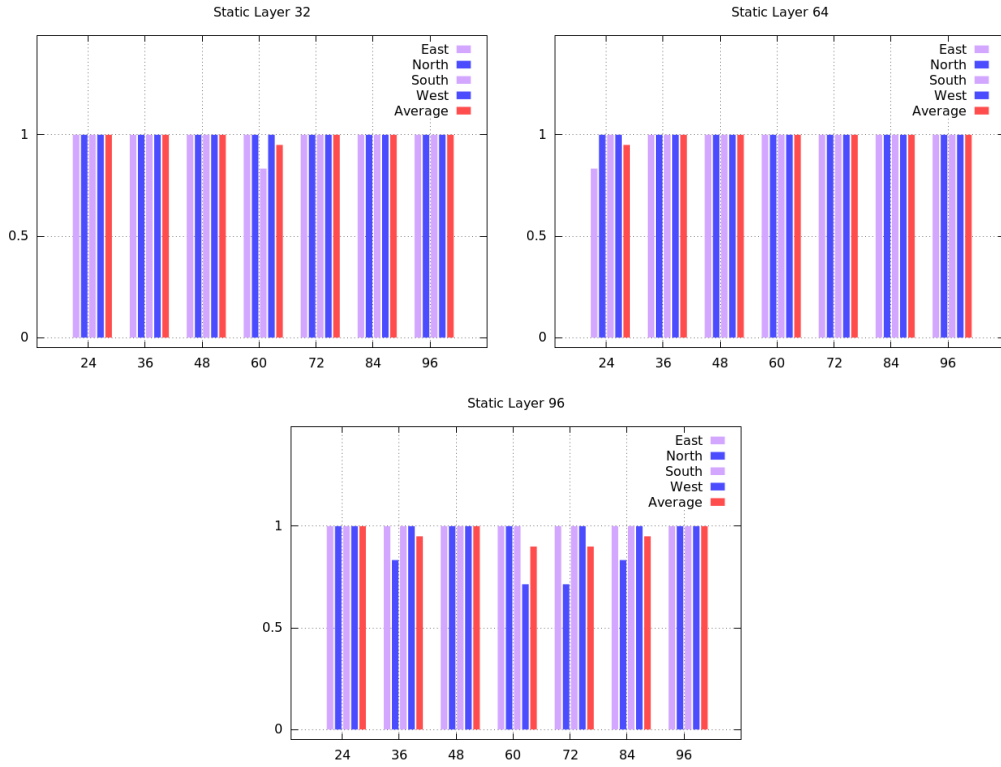 Static Layer 32
East
North
South
West
Average
1
0.5
0
24 36 48 60 72 84 96
Static Layer 64
East
North
South
West
Average
1
0.5
0
24 36 48 60 72 84 96
Static Layer 96
East
North
South
West
Average
1
0.5
0
24 36 48 60 72 84 96